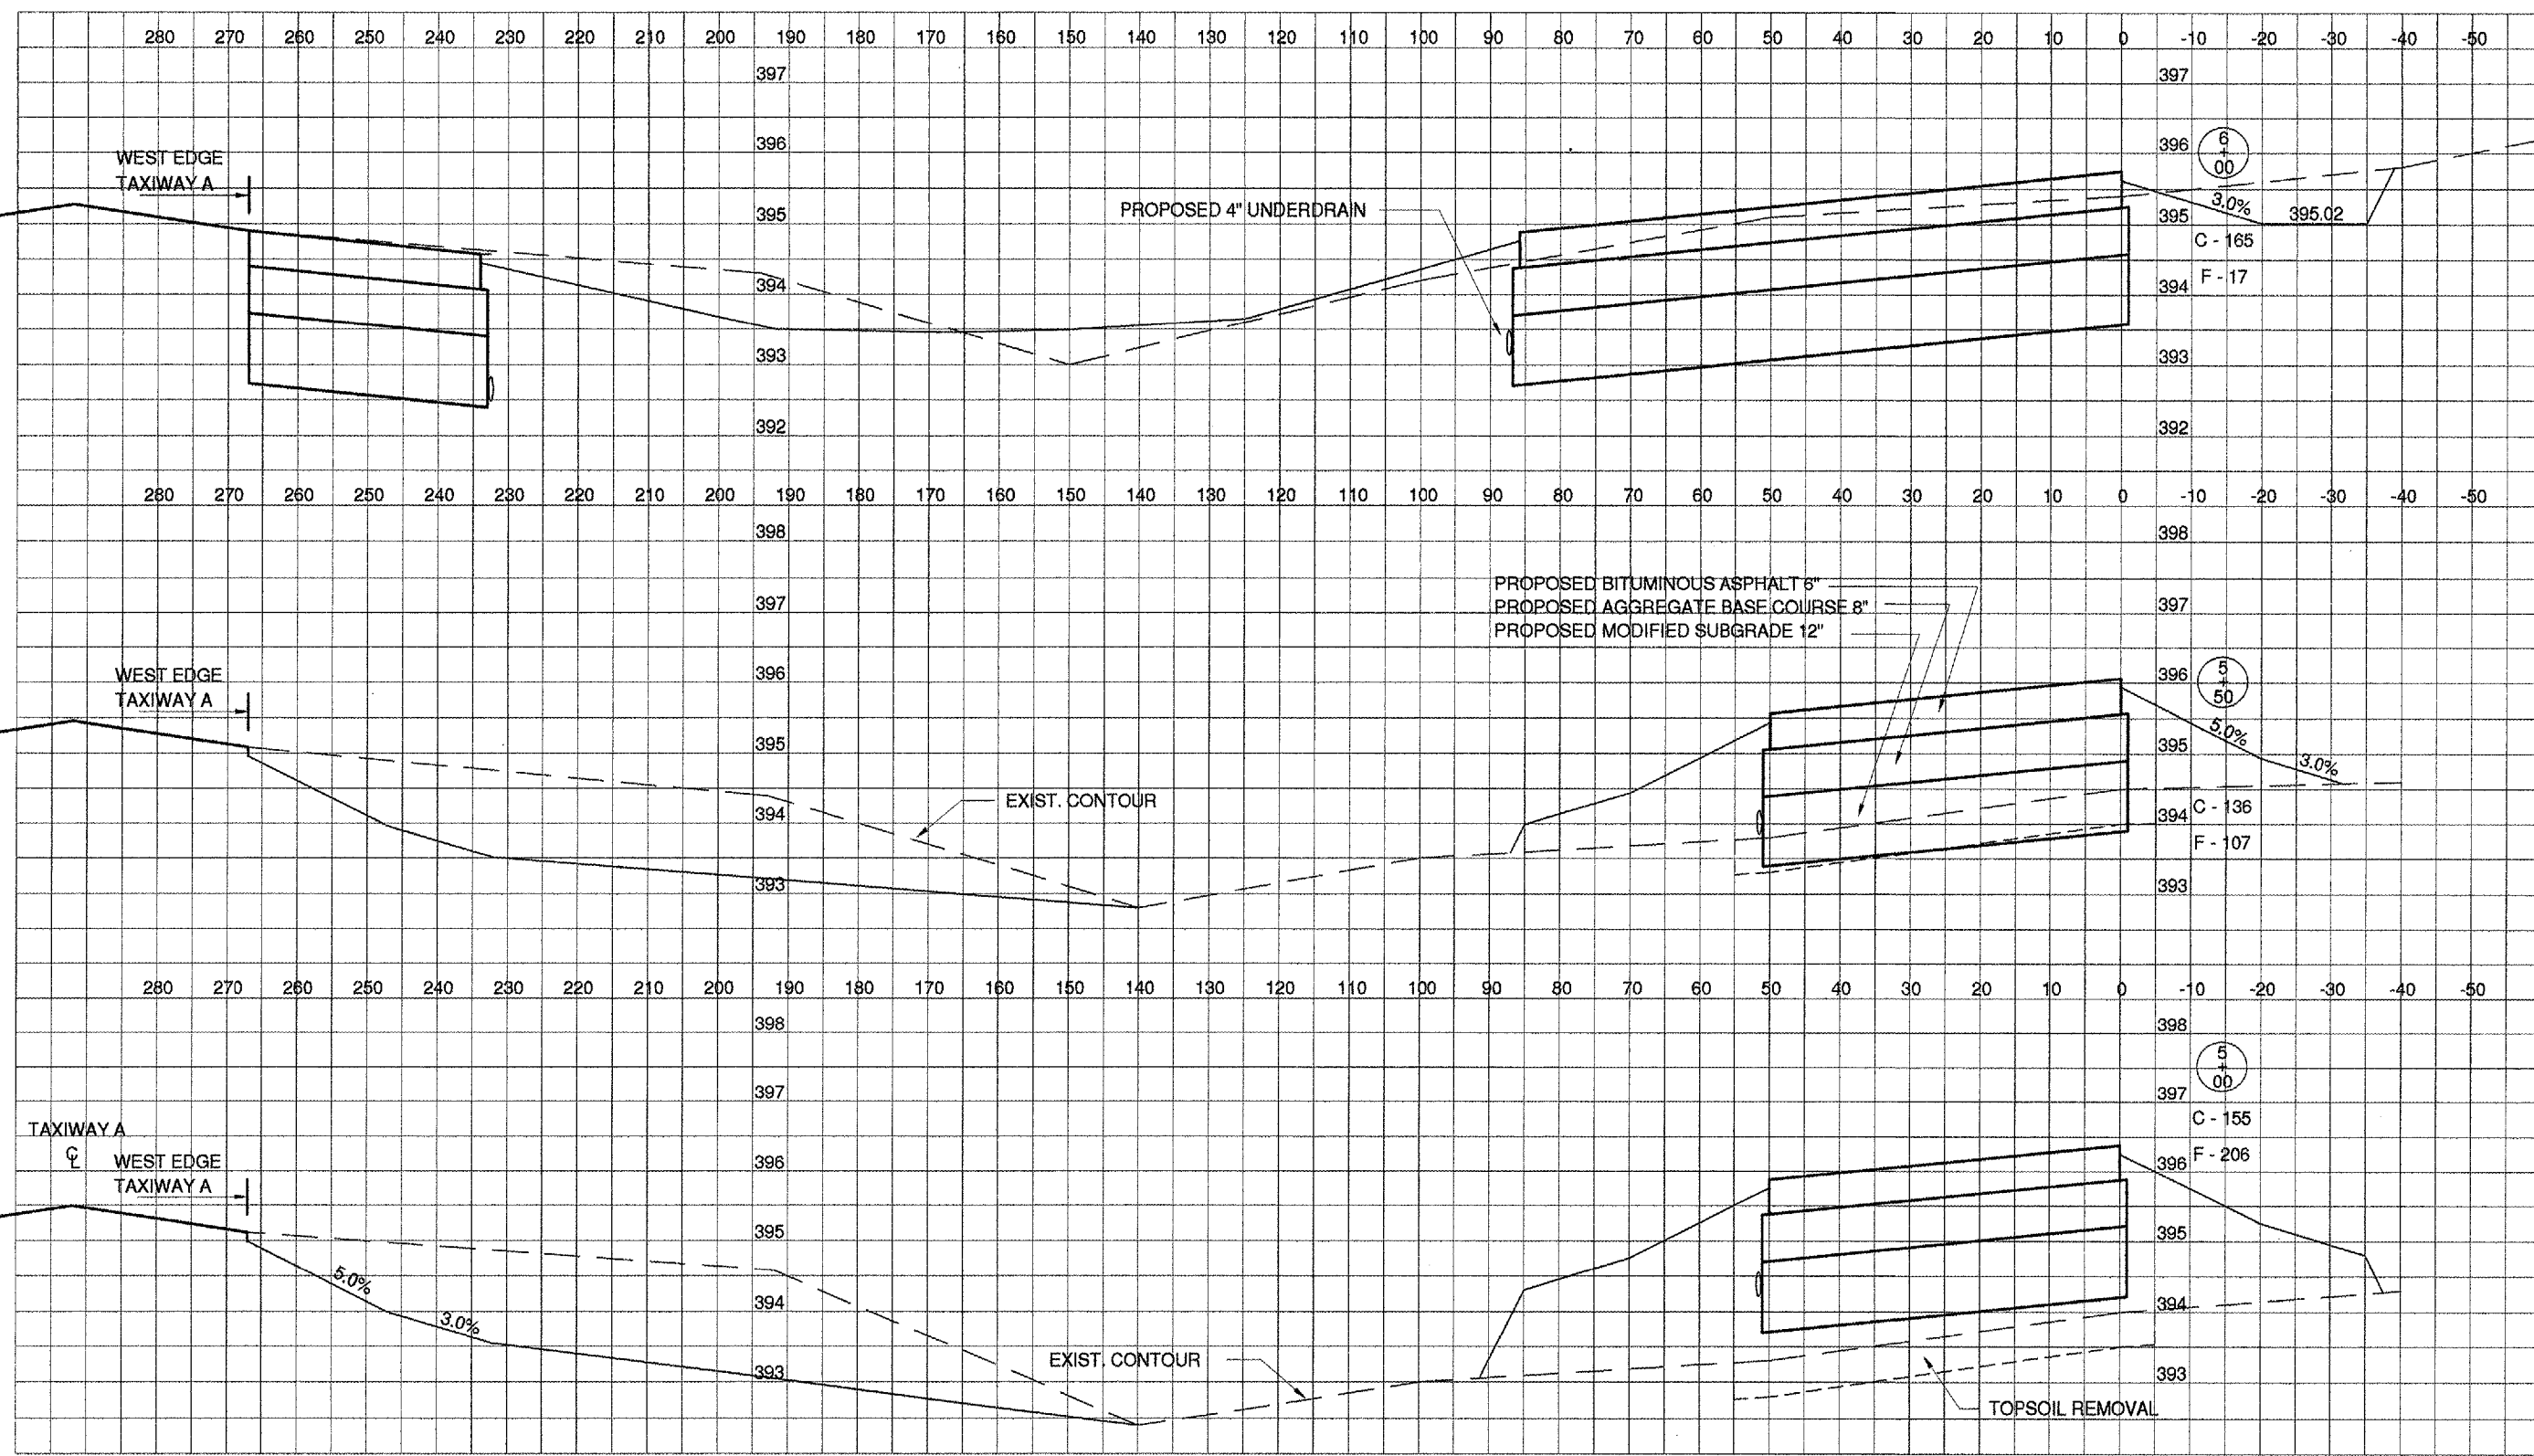 280 270 260 250 240 230 220 210 200 190 180 170 160 150 140 130 120 110 100 90 80 70 60 50 40 30 20 10 0 -10 -20 -30 -40 -50
397 397
396 396
6
+
00
WEST EDGE
TAXIWAY A
PROPOSED 4" UNDERDRAIN
3.0%
395.02
395 395
C - 165
F - 17
394 394
393 393
392 392
280 270 260 250 240 230 220 210 200 190 180 170 160 150 140 130 120 110 100 90 80 70 60 50 40 30 20 10 0 -10 -20 -30 -40 -50
398 398
PROPOSED BITUMINOUS ASPHALT 6"
397 397
PROPOSED AGGREGATE BASE COURSE 8"
PROPOSED MODIFIED SUBGRADE 12"
396 396
5
+
50
WEST EDGE
TAXIWAY A
5.0%
395 395
3.0%
EXIST. CONTOUR
C - 136
394 394
F - 107
393 393
280 270 260 250 240 230 220 210 200 190 180 170 160 150 140 130 120 110 100 90 80 70 60 50 40 30 20 10 0 -10 -20 -30 -40 -50
398 398
5
+
00
397 397
C - 155
TAXIWAY A
CL
F - 206
WEST EDGE
TAXIWAY A
396 396
395 395
5.0%
394 394
3.0%
EXIST. CONTOUR
393 393
TOPSOIL REMOVAL